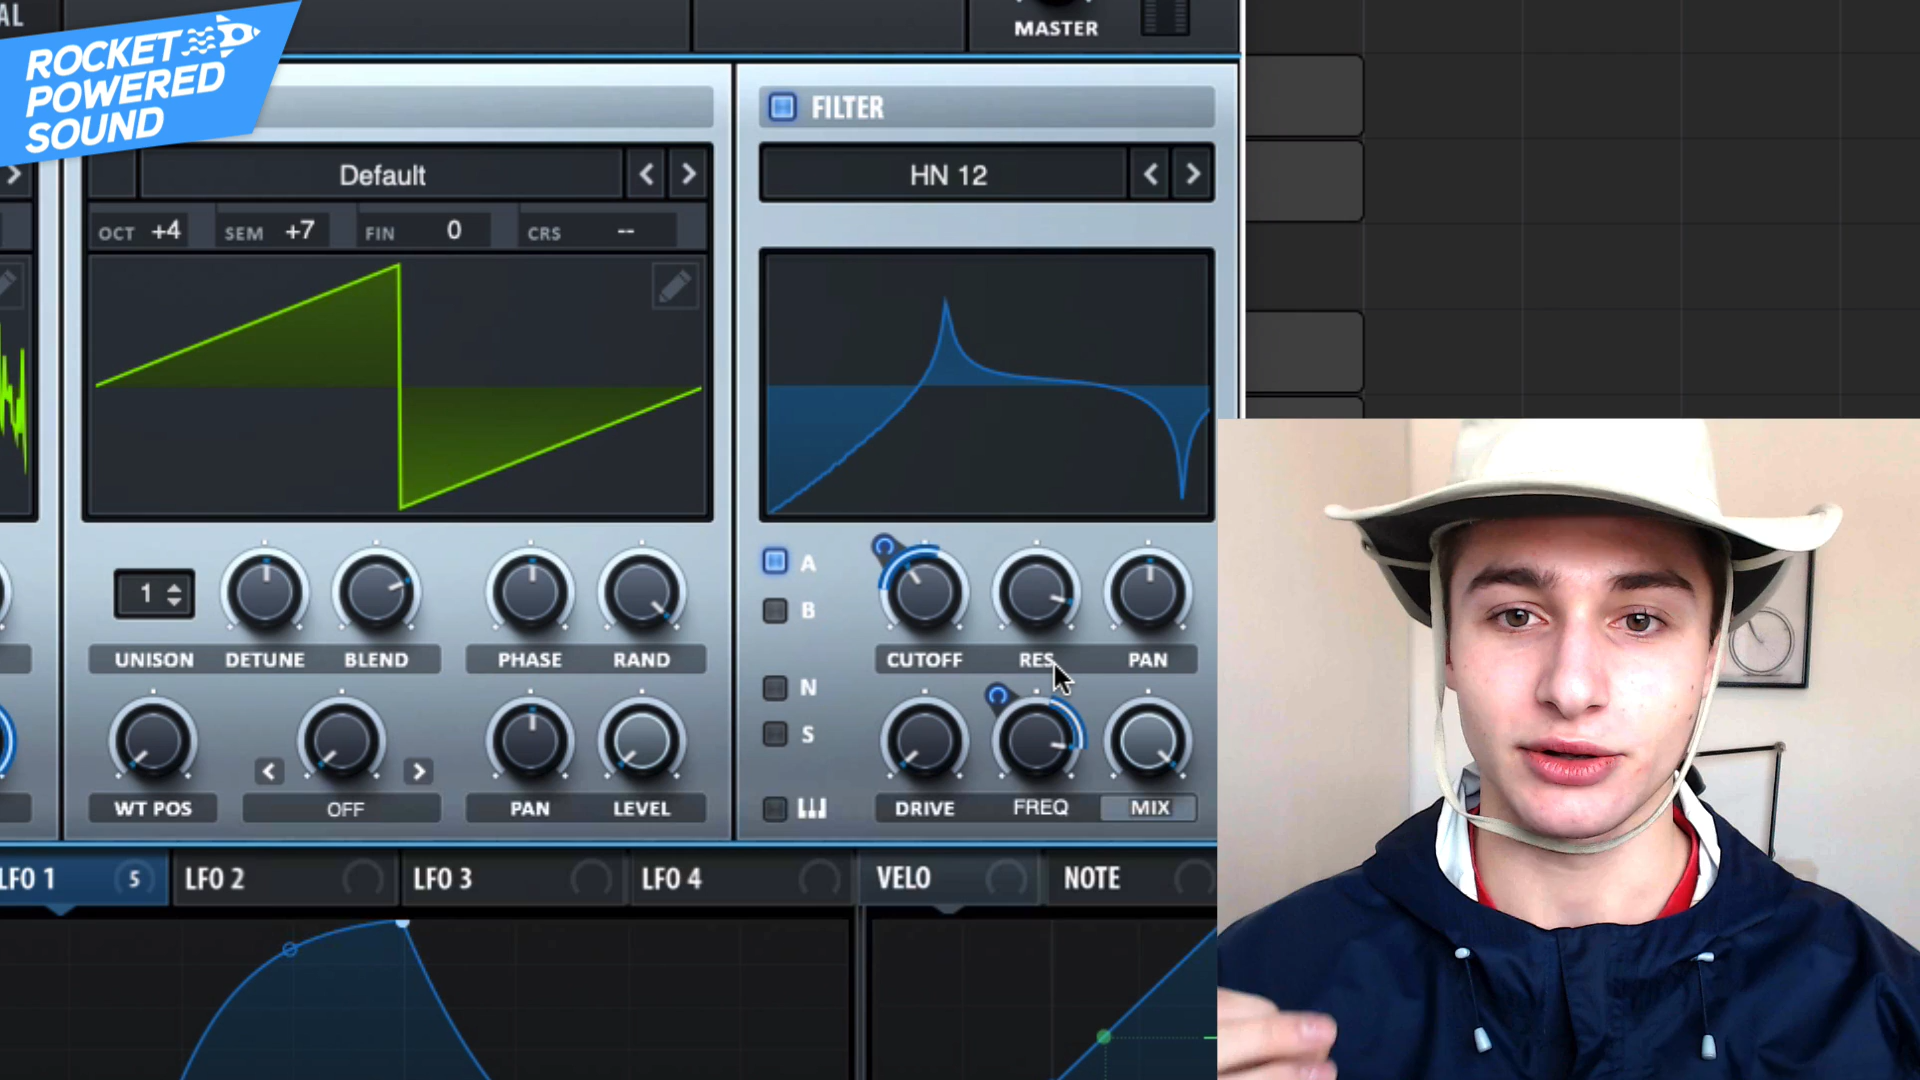 AL
MASTER
ROCKET
POWERED
SOUND
FILTER
Default
HN 12
OCT +4 SEM +7 FIN 0 CRS --
A
B
N
S
1
UNISON DETUNE BLEND PHASE RAND
CUTOFF RES PAN
WT POS OFF PAN LEVEL
DRIVE FREQ MIX
LFO 1 5 LFO 2 LFO 3 LFO 4 VELO NOTE